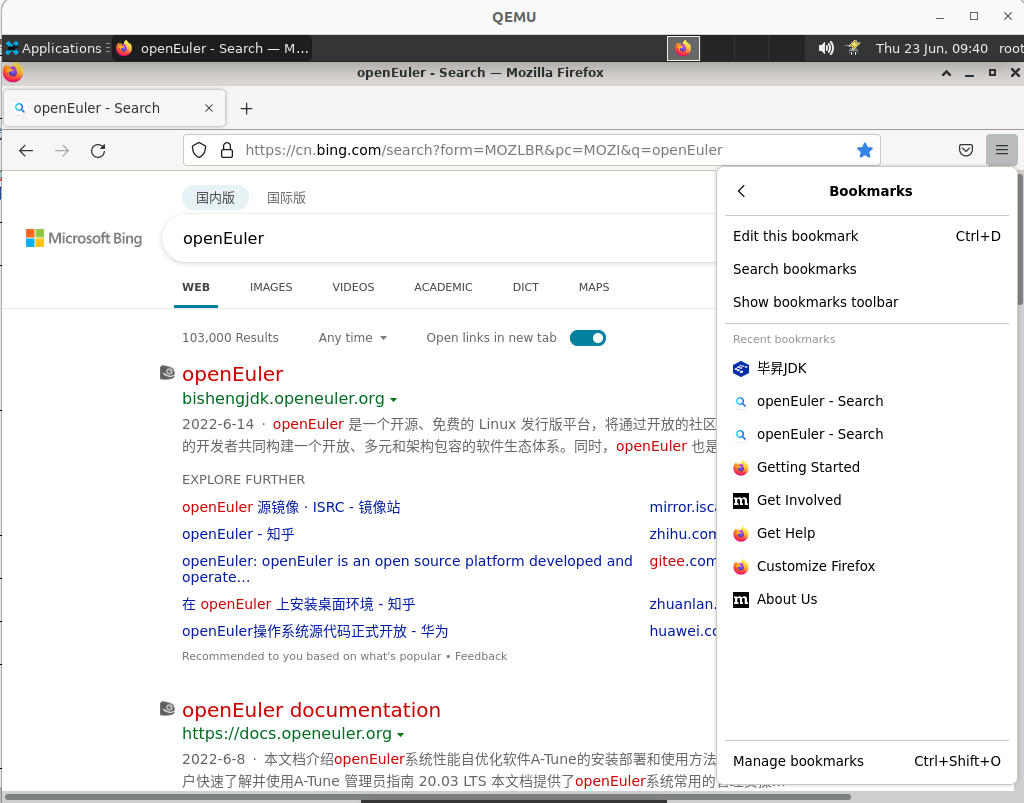 QEMU
Applications
openEuler - Search — M...
Thu 23 Jun, 09:40
root
openEuler - Search — Mozilla Firefox
openEuler - Search
https://cn.bing.com/search?form=MOZLBR&pc=MOZI&q=openEuler
国内版 国际版
Microsoft Bing
openEuler
WEB IMAGES VIDEOS ACADEMIC DICT MAPS
103,000 Results Any time Open links in new tab
openEuler
bishengjdk.openeuler.org
2022-6-14 · openEuler 是一个开源、免费的 Linux 发行版平台，将通过开放的社区
的开发者共同构建一个开放、多元和架构包容的软件生态体系。同时，openEuler 也是
EXPLORE FURTHER
openEuler 源镜像 · ISRC - 镜像站 mirror.isca
openEuler - 知乎 zhihu.com
openEuler: openEuler is an open source platform developed and gitee.com
operate…
在 openEuler 上安装桌面环境 - 知乎 zhuanlan.
openEuler操作系统源代码正式开放 - 华为 huawei.co
Recommended to you based on what's popular • Feedback
openEuler documentation
https://docs.openeuler.org
2022-6-8 · 本文档介绍openEuler系统性能自优化软件A-Tune的安装部署和使用方法
户快速了解并使用A-Tune 管理员指南 20.03 LTS 本文档提供了openEuler系统常用的
Bookmarks
Edit this bookmark Ctrl+D
Search bookmarks
Show bookmarks toolbar
Recent bookmarks
毕昇JDK
openEuler - Search
openEuler - Search
Getting Started
m Get Involved
Get Help
Customize Firefox
m About Us
Manage bookmarks Ctrl+Shift+O